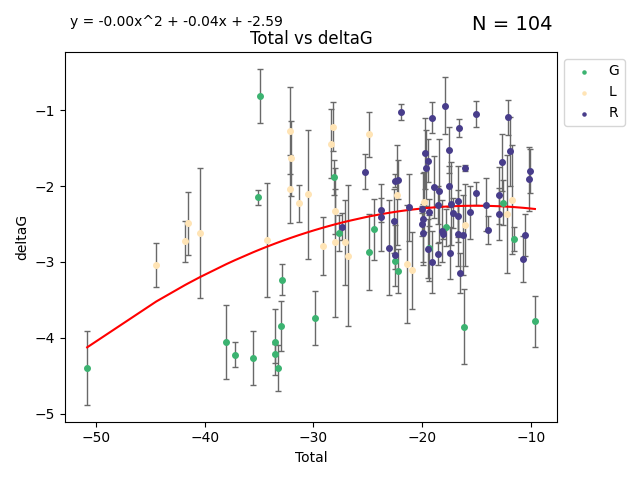 y = -0.00x^2 + -0.04x + -2.59
N = 104
Total vs deltaG
G
L
R
−1
−2
−3
−4
−5
deltaG
−50 −40 −30 −20 −10
Total